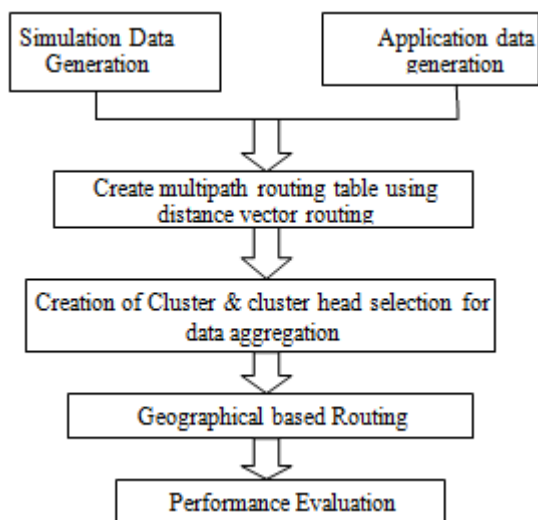 Simulation Data
Generation
Application data
generation
Create multipath routing table using
distance vector routing
Creation of Cluster & cluster head selection for
data aggregation
Geographical based Routing
Performance Evaluation